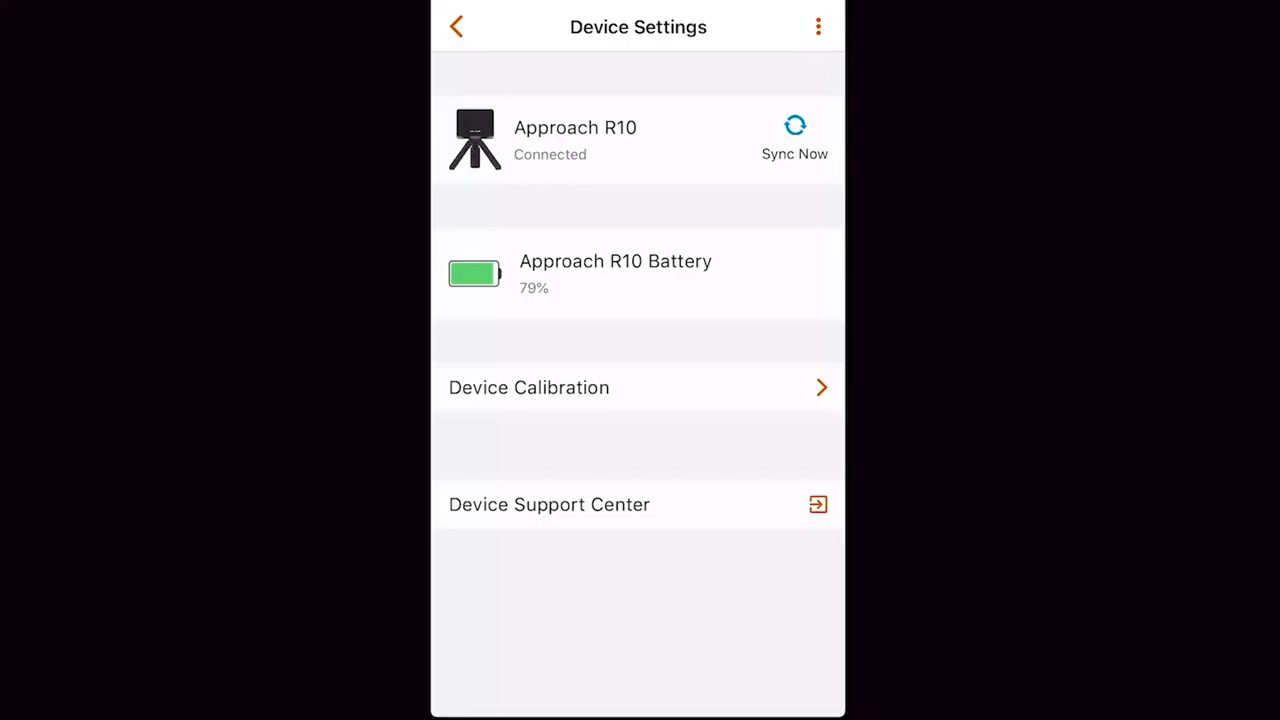 Device Settings
Approach R10
Connected
Sync Now
Approach R10 Battery
79%
Device Calibration
Device Support Center